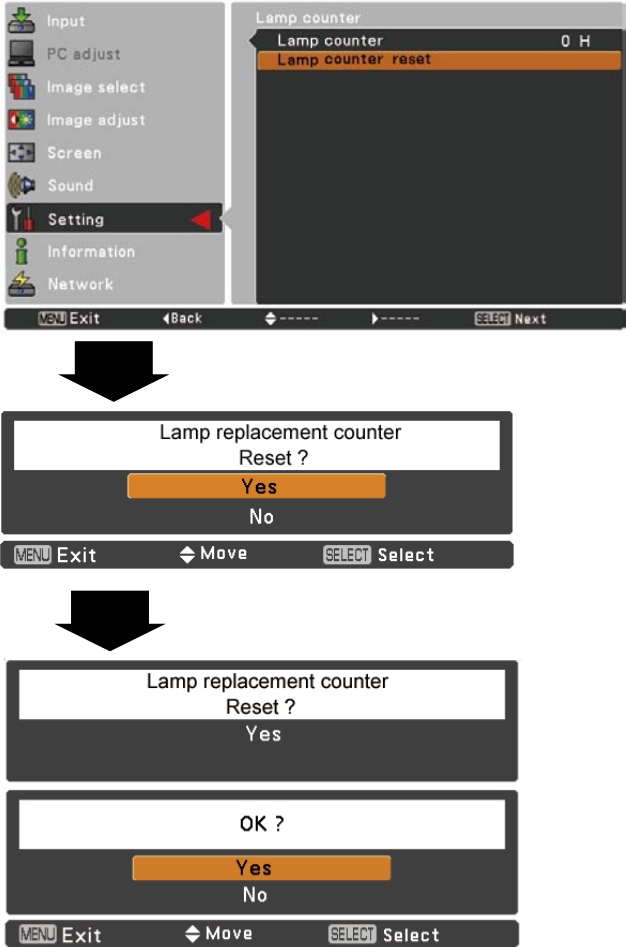 Input
PC adjust
Image select
Image adjust
Screen
Sound
Setting
Information
Network
Lamp counter
Lamp counter 0 H
Lamp counter reset
MENU Exit ◀Back ◆----- ▶----- SELECT Next
Lamp replacement counter
Reset ?
Yes
No
MENU Exit ◆Move SELECT Select
Lamp replacement counter
Reset ?
Yes
OK ?
Yes
No
MENU Exit ◆Move SELECT Select